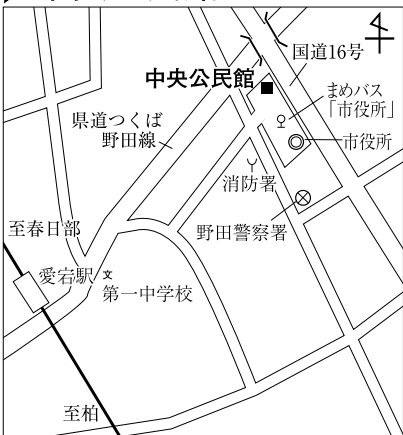 国道16号
中央公民館
まめバス
「市役所」
県道つくば
野田線
市役所
消防署
野田警察署
至春日部
愛宕駅
文
第一中学校
至柏